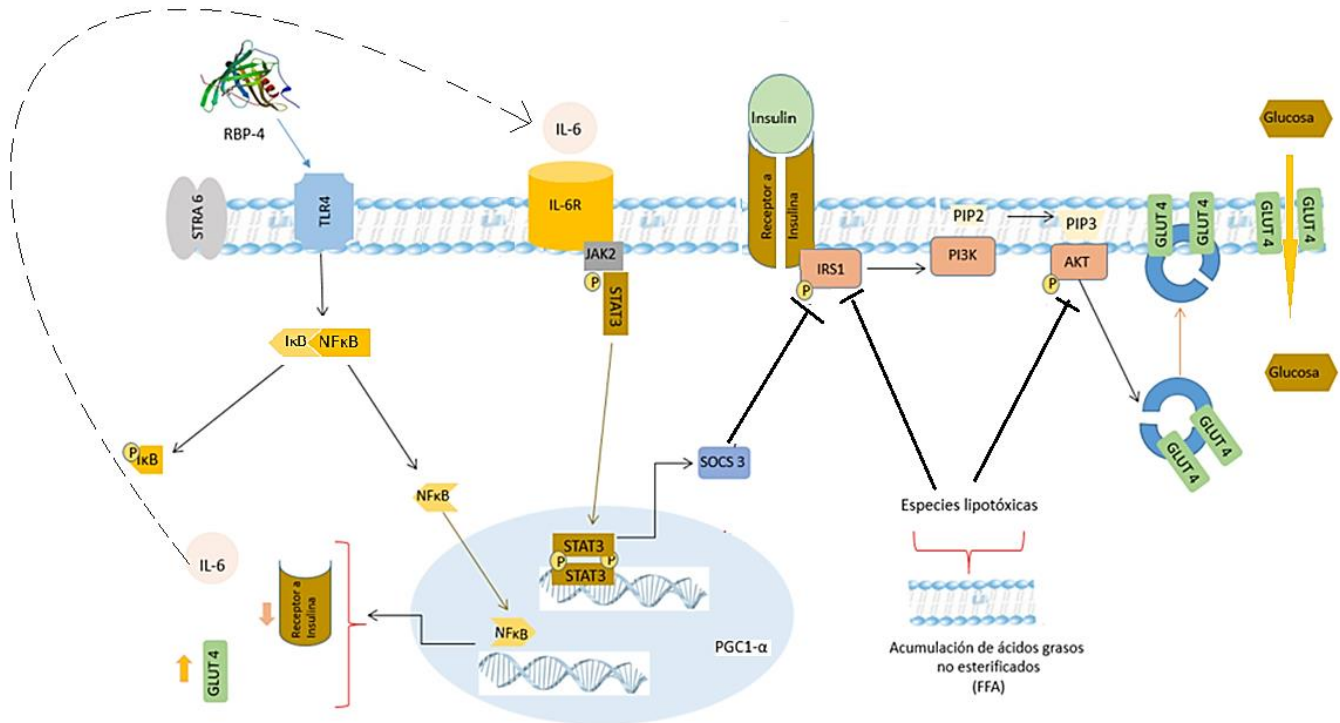 RBP-4
IL-6
Insulin
Glucosa
STRA 6
TLR4
IL-6R
Receptor a
Insulina
PIP2
PIP3
GLUT 4
GLUT 4
GLUT 4
GLUT 4
JAK2
P
STAT3
IRS1
P
PI3K
AKT
P
IκB
NFκB
Glucosa
GLUT 4
GLUT 4
P
IκB
NFκB
SOCS 3
Especies lipotóxicas
STAT3
P
P
STAT3
IL-6
Receptor a
Insulina
NFκB
PGC1-α
GLUT 4
Acumulación de ácidos grasos
no esterificados
(FFA)